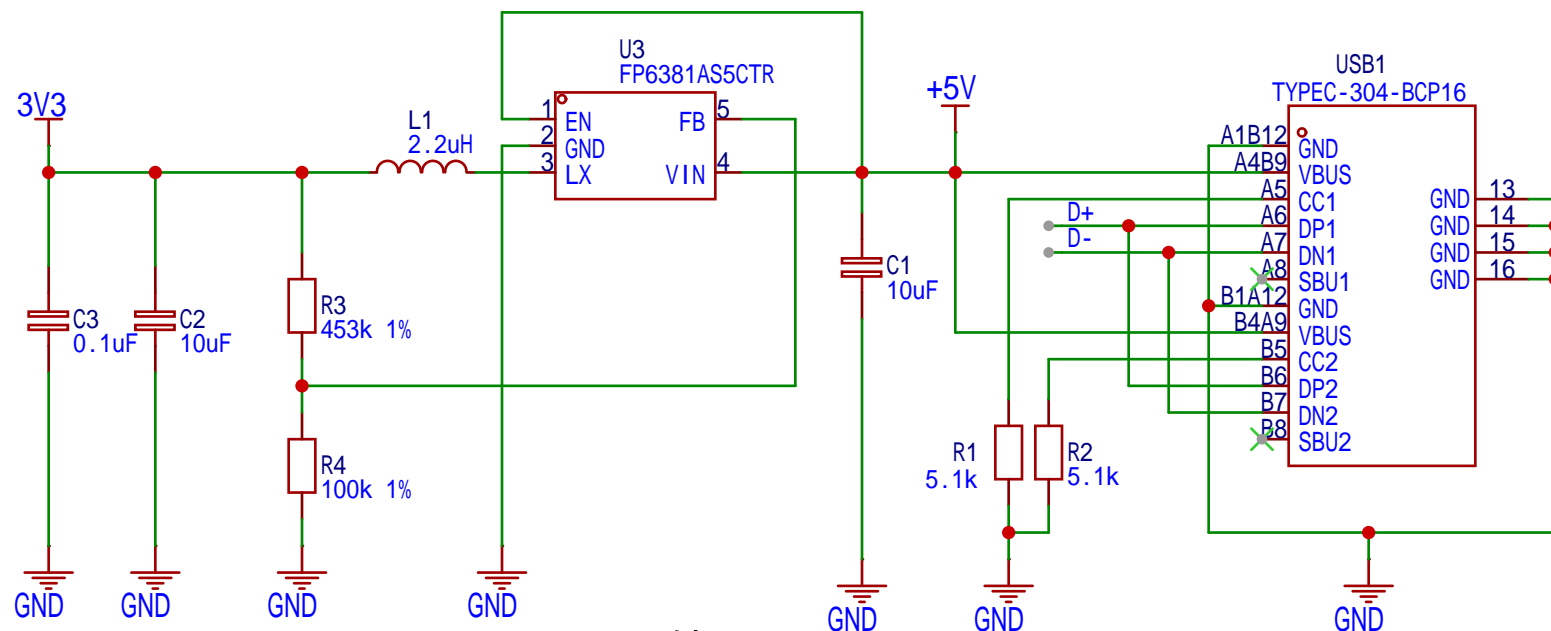 3V3
C3
0.1uF
GND
C2
10uF
GND
R3
453k 1%
R4
100k 1%
GND
L1
2.2uH
U3
FP6381AS5CTR
1
EN
2
GND
3
LX
5
FB
4
VIN
GND
C1
10uF
GND
+5V
D+
D-
R1
5.1k
R2
5.1k
GND
USB1
TYPEC-304-BCP16
A1B12
GND
A4B9
VBUS
A5
CC1
A6
DP1
A7
DN1
A8
SBU1
B1A12
GND
B4A9
VBUS
B5
CC2
B6
DP2
B7
DN2
B8
SBU2
GND
13
GND
14
GND
15
GND
16
GND